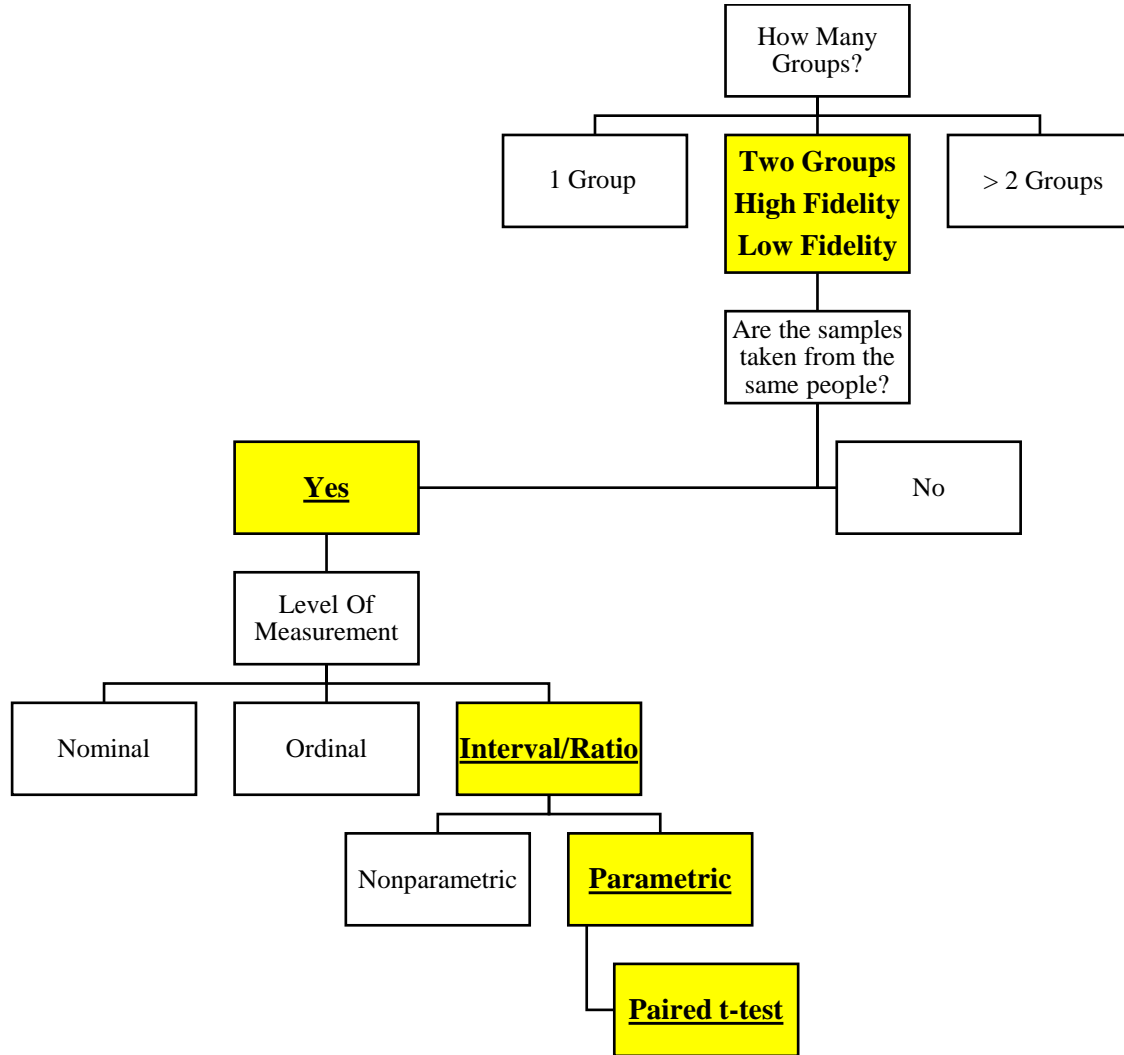 How Many
Groups?
1 Group
Two Groups
High Fidelity
Low Fidelity
> 2 Groups
Are the samples
taken from the
same people?
Yes
No
Level Of
Measurement
Nominal
Ordinal
Interval/Ratio
Nonparametric
Parametric
Paired t-test